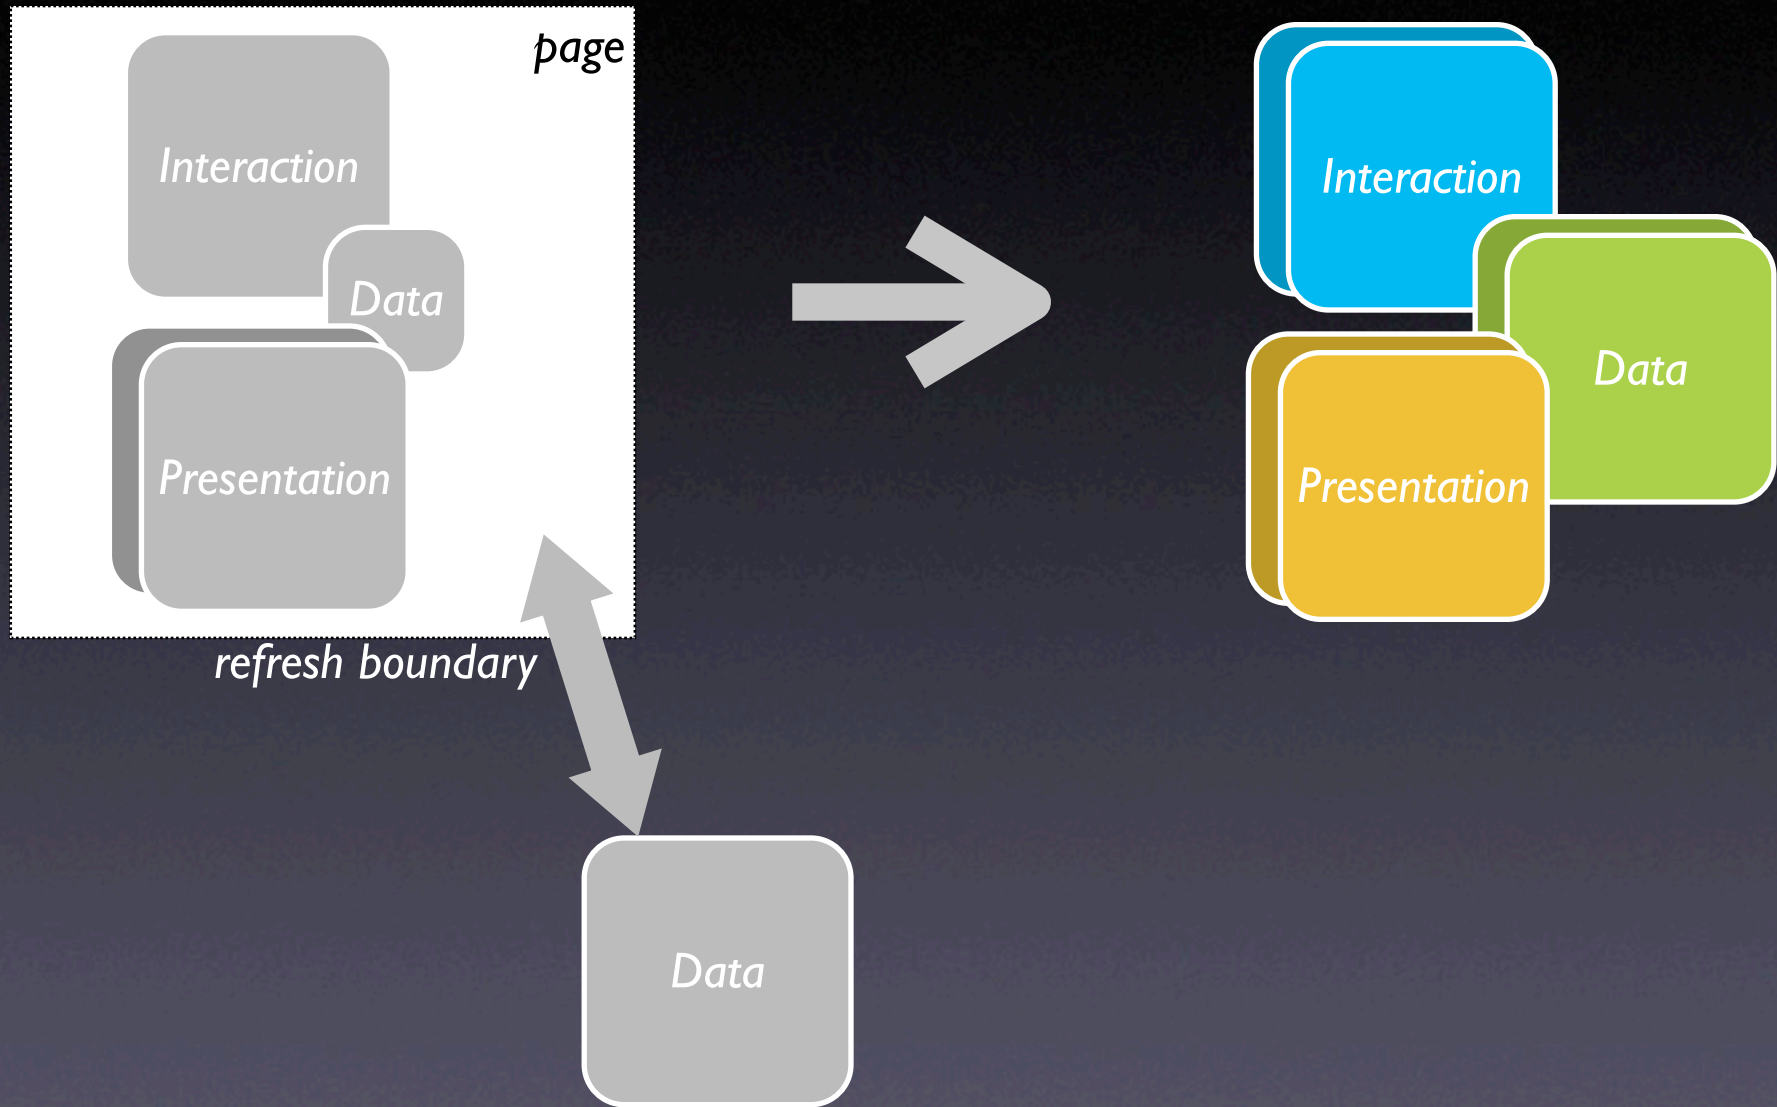 page
Interaction
Data
Presentation
refresh boundary
Data
Interaction
Data
Presentation